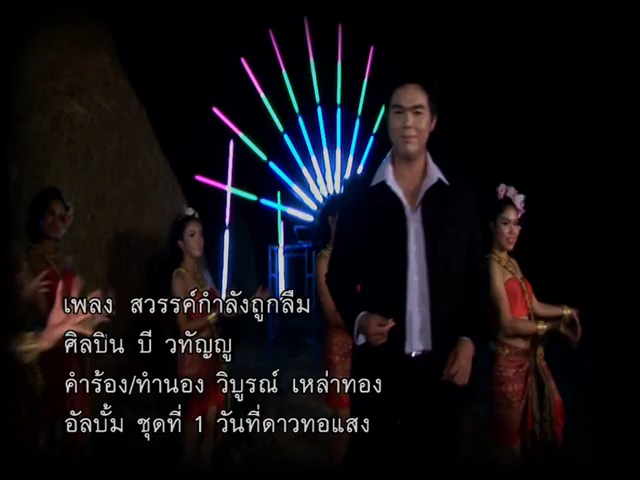 เพลง สวรรค์กำลังถูกลืม
ศิลปิน บี วทัญญู
คำร้อง/ทำนอง วิบูรณ์ เหล่าทอง
อัลบั้ม ชุดที่ 1 วันที่ดาวทอแสง